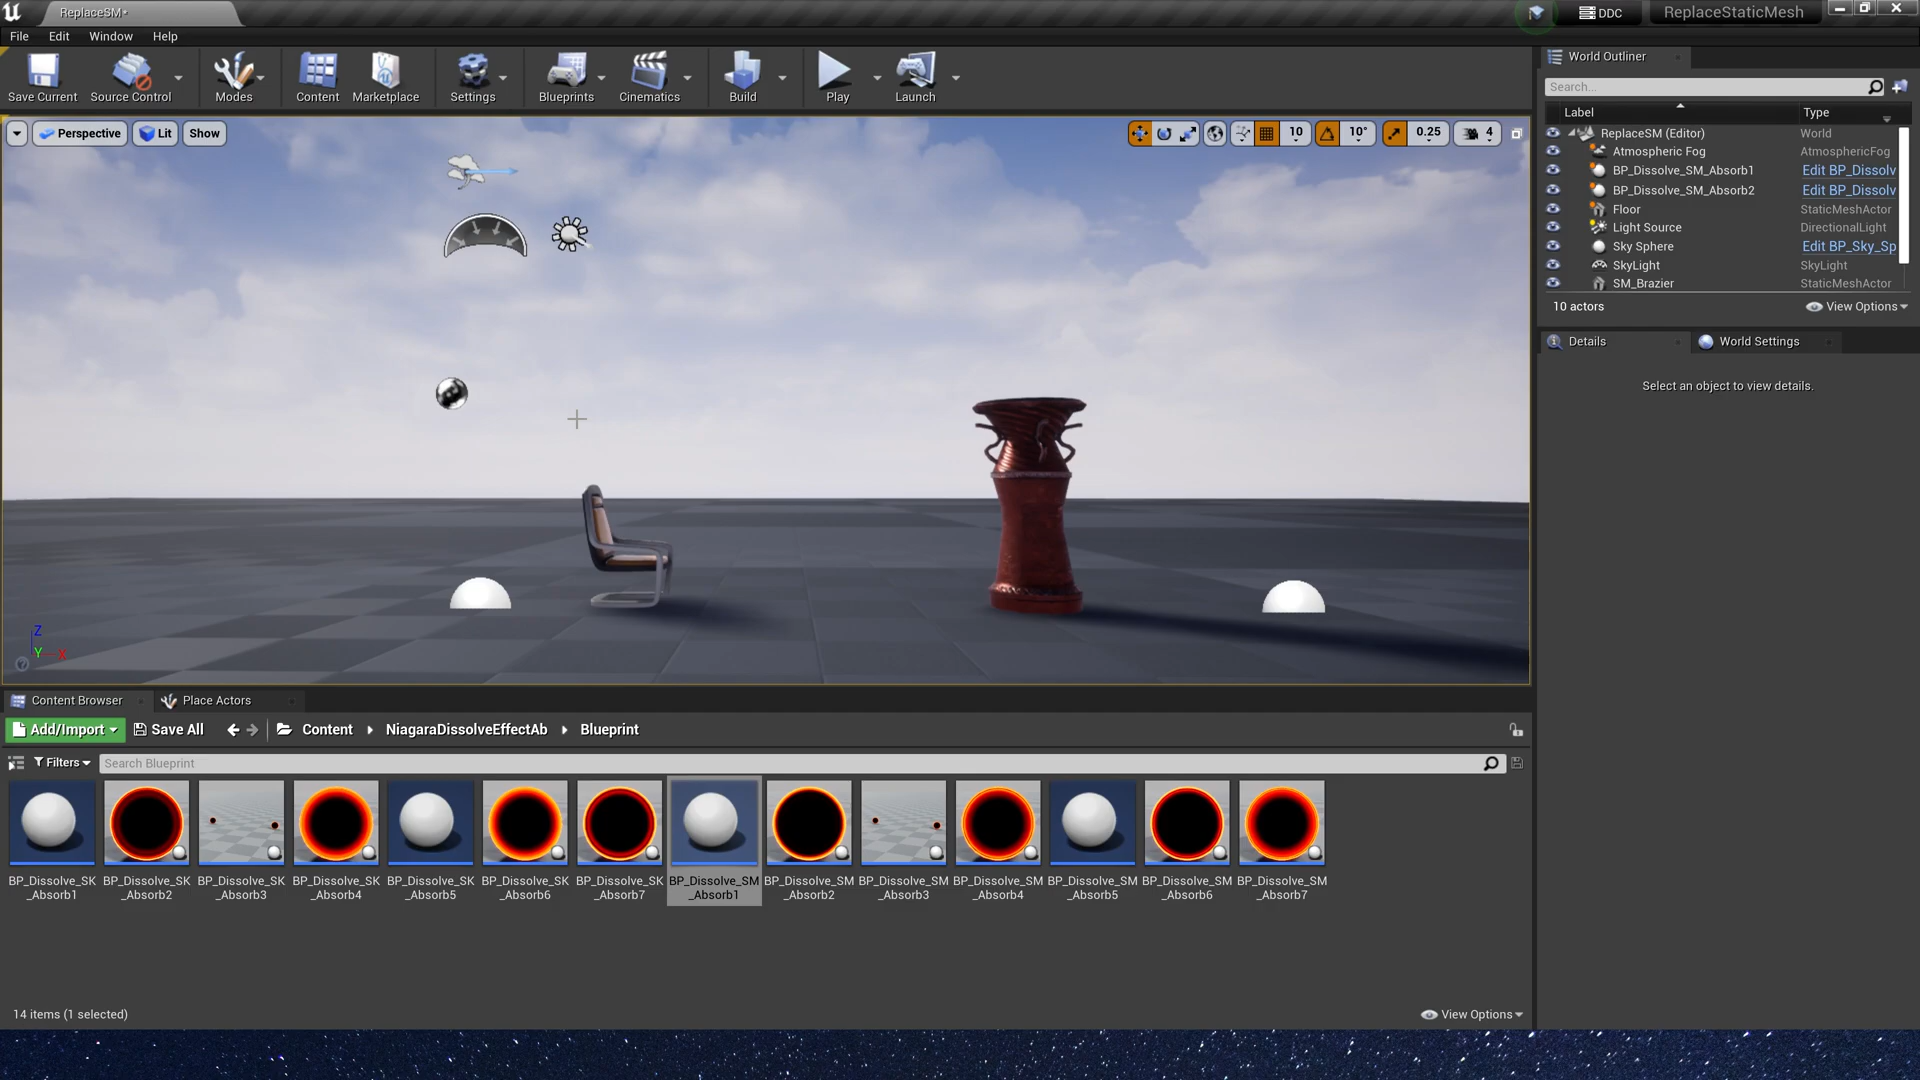 ReplaceSM•
DDC
ReplaceStaticMesh
File Edit Window Help
Save Current
Source Control
Modes
Content
Marketplace
Settings
Blueprints
Cinematics
Build
Play
Launch
Perspective
Lit
Show
10
10°
0.25
4
Z
Y
X
World Outliner
Search...
Label Type
ReplaceSM (Editor) World
Atmospheric Fog AtmosphericFog
BP_Dissolve_SM_Absorb1 Edit BP_Dissolv
BP_Dissolve_SM_Absorb2 Edit BP_Dissolv
Floor StaticMeshActor
Light Source DirectionalLight
Sky Sphere Edit BP_Sky_Sp
SkyLight SkyLight
SM_Brazier StaticMeshActor
10 actors
View Options
Details
World Settings
Select an object to view details.
Content Browser
Place Actors
Add/Import
Save All
Content
NiagaraDissolveEffectAb
Blueprint
Filters
Search Blueprint
BP_Dissolve_SK
_Absorb1
BP_Dissolve_SK
_Absorb2
BP_Dissolve_SK
_Absorb3
BP_Dissolve_SK
_Absorb4
BP_Dissolve_SK
_Absorb5
BP_Dissolve_SK
_Absorb6
BP_Dissolve_SK
_Absorb7
BP_Dissolve_SM
_Absorb1
BP_Dissolve_SM
_Absorb2
BP_Dissolve_SM
_Absorb3
BP_Dissolve_SM
_Absorb4
BP_Dissolve_SM
_Absorb5
BP_Dissolve_SM
_Absorb6
BP_Dissolve_SM
_Absorb7
14 items (1 selected)
View Options